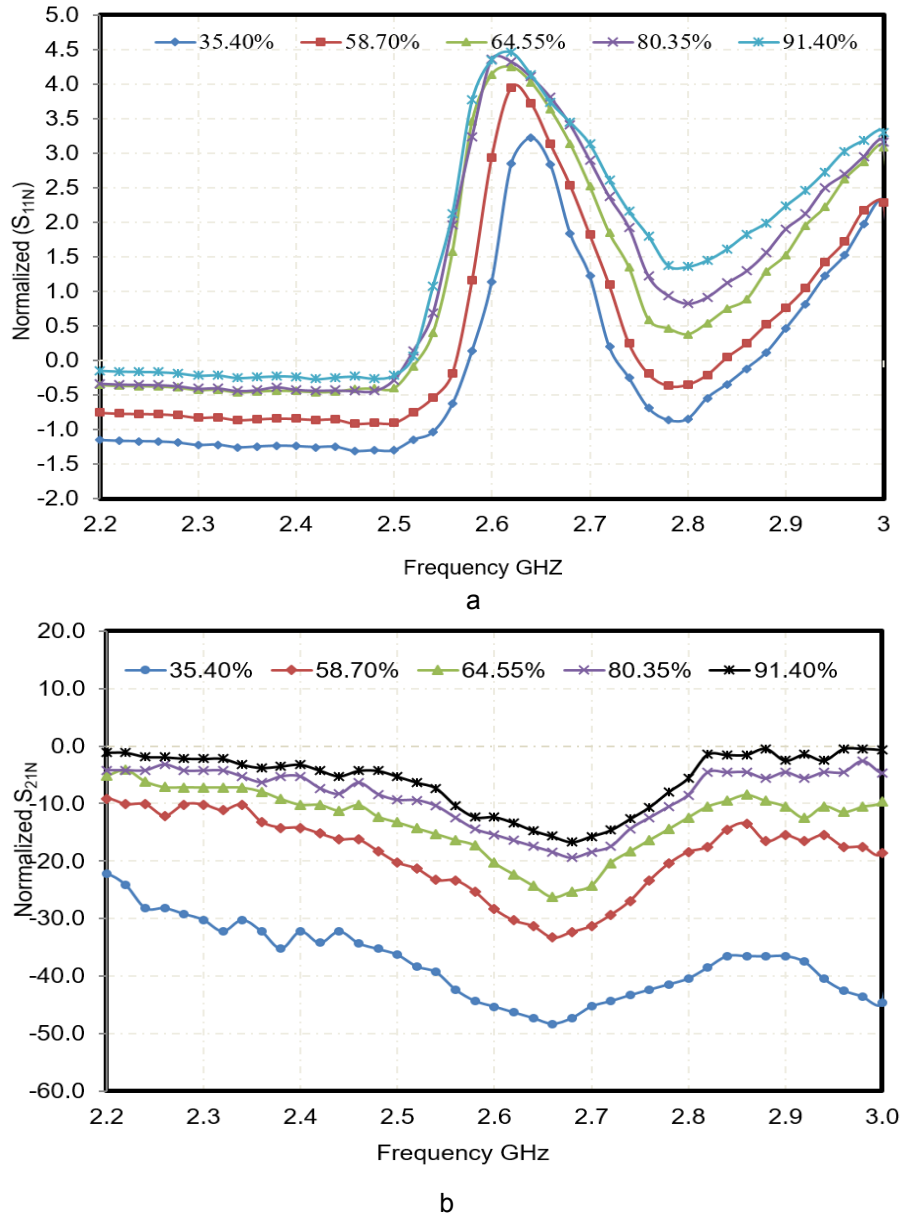 5.0
4.5
4.0
3.5
3.0
2.5
2.0
1.5
1.0
0.5
0.0
-0.5
-1.0
-1.5
-2.0
Normalized (S11N)
35.40% 58.70% 64.55% 80.35% 91.40%
2.2 2.3 2.4 2.5 2.6 2.7 2.8 2.9 3
Frequency GHZ
a
20.0
10.0
0.0
-10.0
-20.0
-30.0
-40.0
-50.0
-60.0
Normalized S21N
35.40% 58.70% 64.55% 80.35% 91.40%
2.2 2.3 2.4 2.5 2.6 2.7 2.8 2.9 3.0
Frequency GHz
b